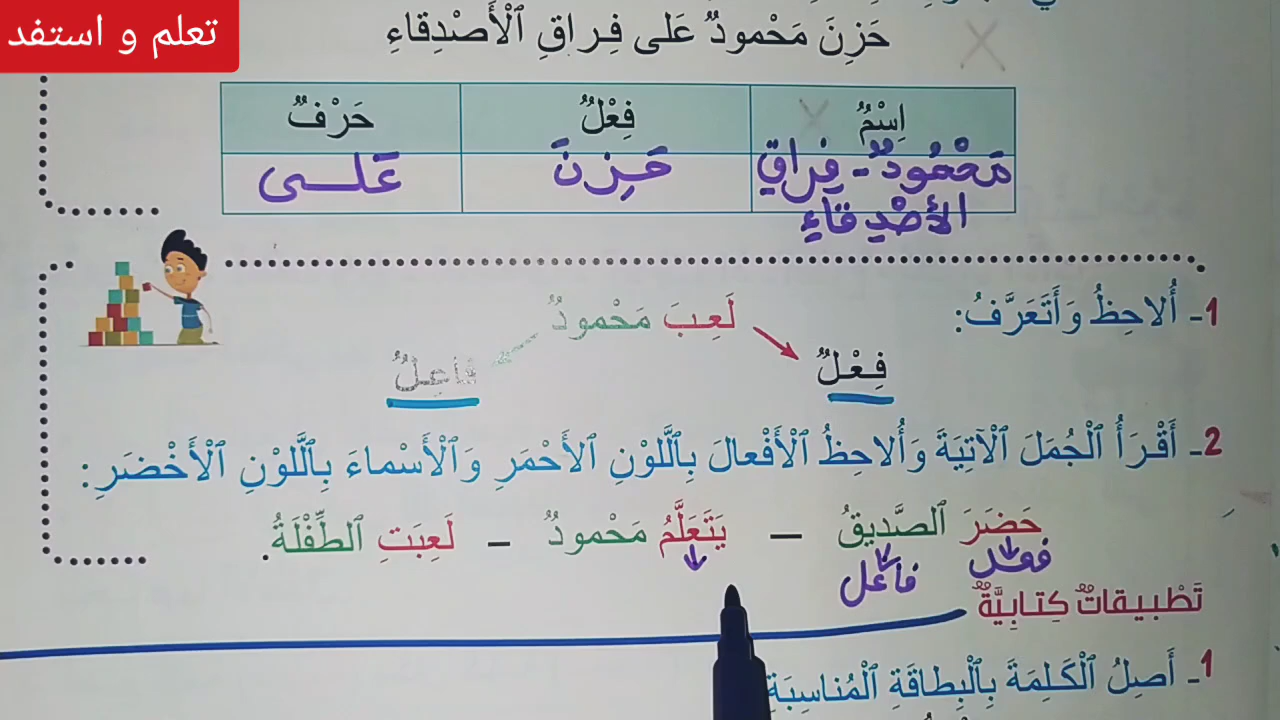 تعلم و استفد
حَزِنَ مَحْمودٌ عَلى فِراقِ ٱلْأَصْدِقاءِ
اِسْمٌ فِعْلٌ حَرْفٌ
مَحْمُودٌ - فِراقِ حَزِنَ عَلـى
الأَصْدِقاءِ
1- أُلاحِظُ وَأَتَعَرَّفُ: لَعِبَ مَحْمودٌ
فِعْلٌ فاعِلٌ
2- أَقْرَأُ ٱلْجُمَلَ ٱلْآتِيَةَ وَأُلاحِظُ ٱلْأَفْعالَ بِٱللَّوْنِ ٱلْأَحْمَرِ وَٱلْأَسْماءَ بِٱللَّوْنِ ٱلْأَخْضَرِ:
حَضَرَ ٱلصَّديقُ – يَتَعَلَّمُ مَحْمودٌ – لَعِبَتِ ٱلطِّفْلَةُ.
فعل فاعل
تَطْبيقاتٌ كِتابِيَّةٌ
1- أَصِلُ ٱلْكَلِمَةَ بِٱلْبِطاقَةِ ٱلْمُناسِبَةِ